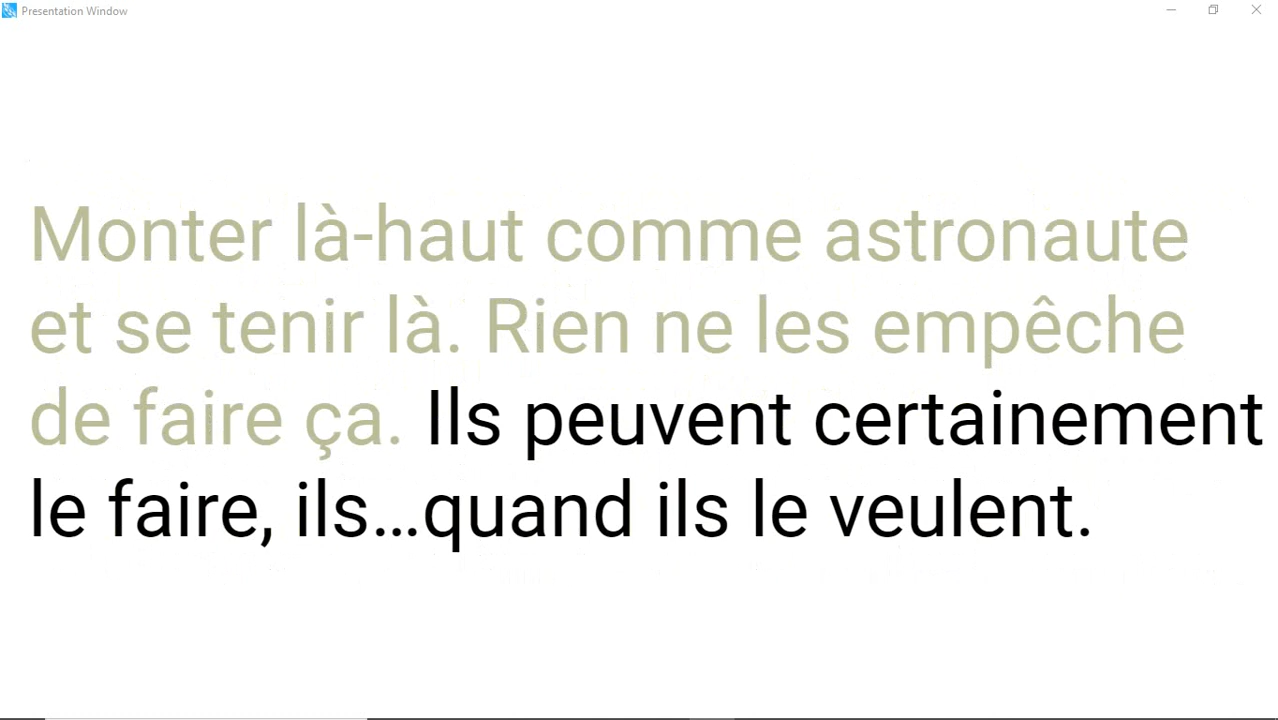 Presentation Window
Monter là-haut comme astronaute
et se tenir là. Rien ne les empêche
de faire ça. Ils peuvent certainement
le faire, ils...quand ils le veulent.